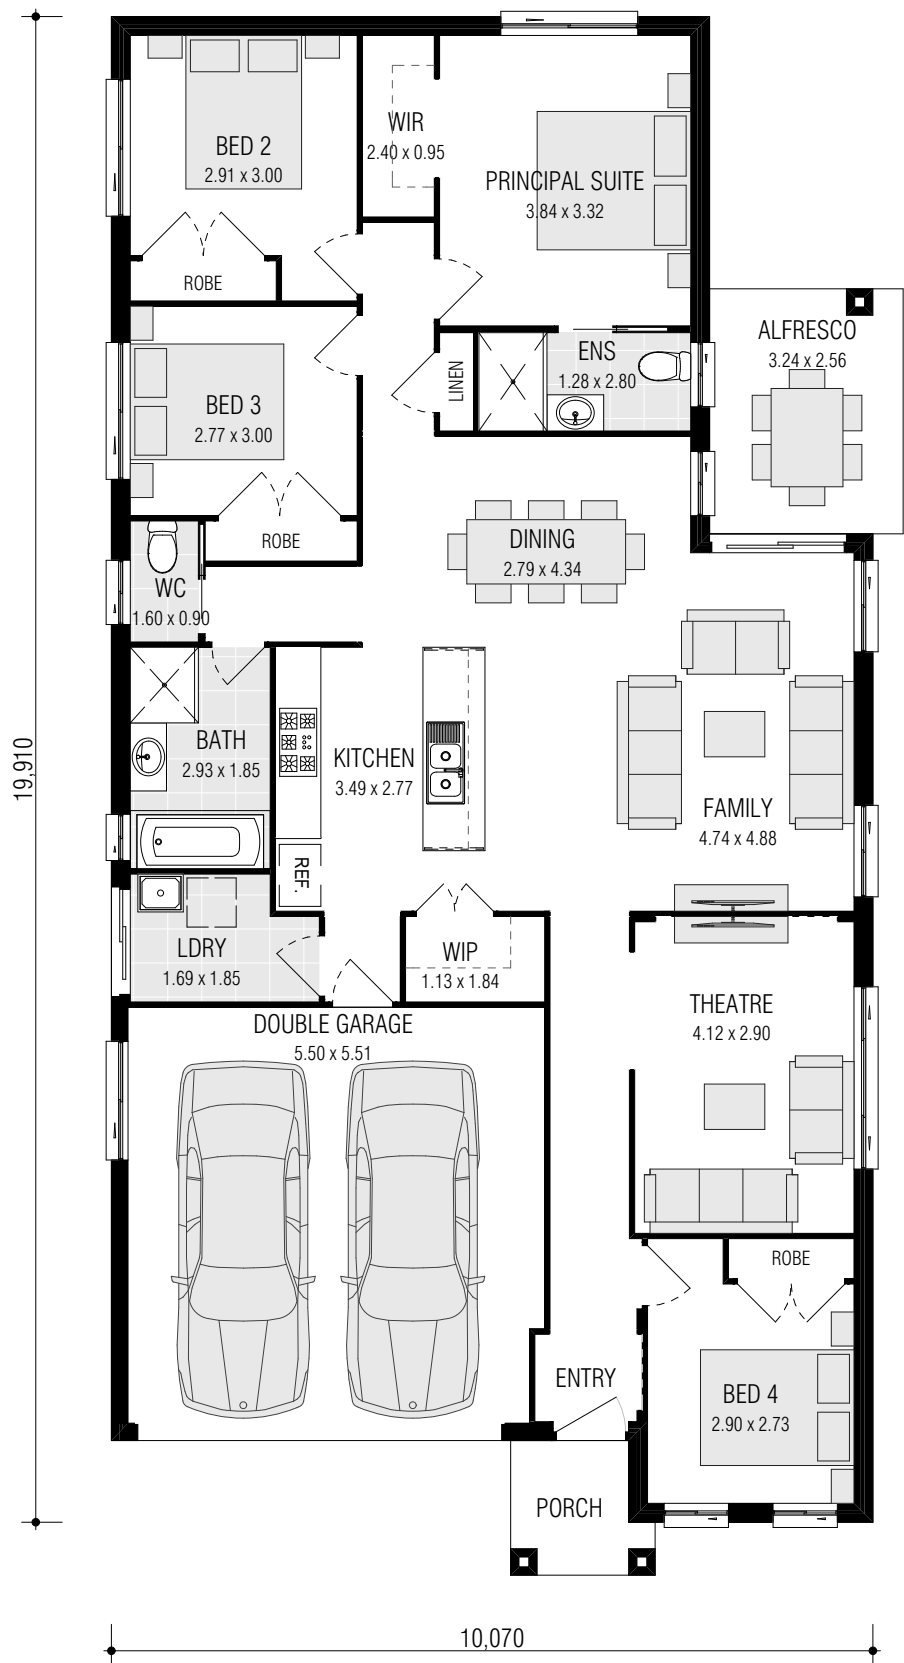 BED 2
2.91 x 3.00
WIR
2.40 x 0.95
PRINCIPAL SUITE
3.84 x 3.32
ROBE
ALFRESCO
3.24 x 2.56
ENS
1.28 x 2.80
LINEN
BED 3
2.77 x 3.00
ROBE
DINING
2.79 x 4.34
WC
1.60 x 0.90
BATH
2.93 x 1.85
KITCHEN
3.49 x 2.77
19,910
FAMILY
4.74 x 4.88
REF.
LDRY
1.69 x 1.85
WIP
1.13 x 1.84
THEATRE
4.12 x 2.90
DOUBLE GARAGE
5.50 x 5.51
ROBE
ENTRY
BED 4
2.90 x 2.73
PORCH
10,070